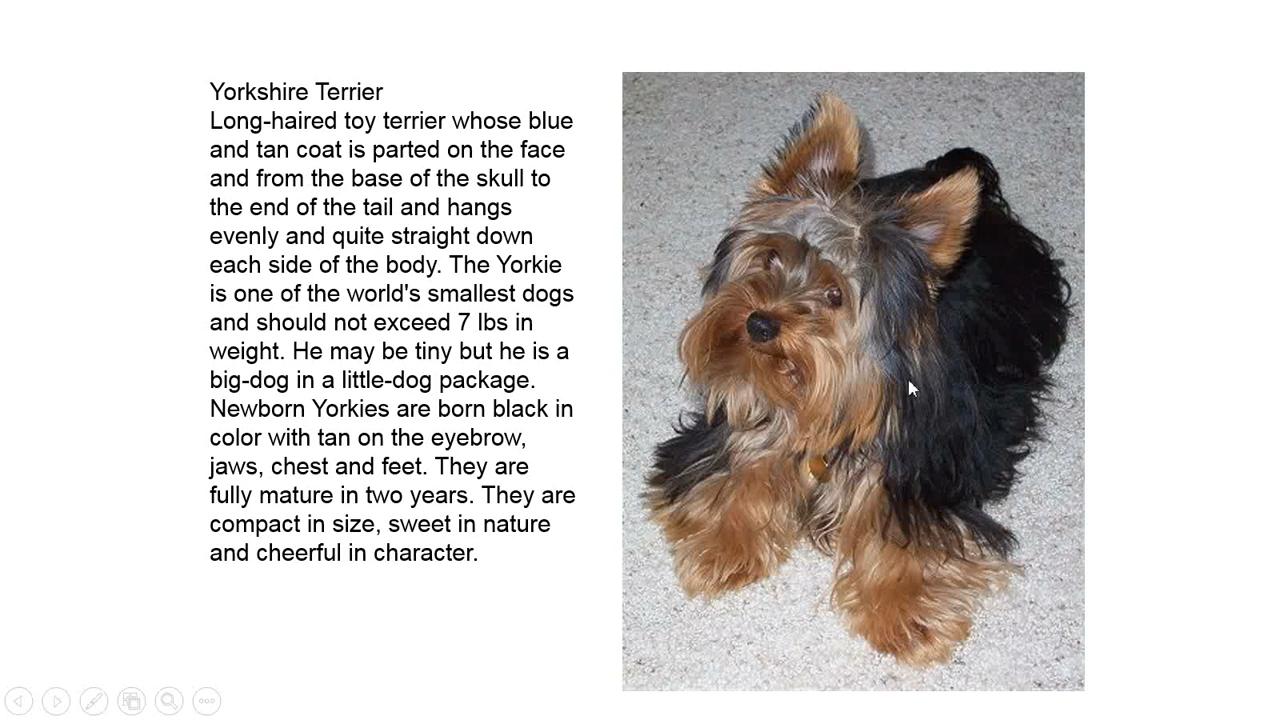 Yorkshire Terrier
Long-haired toy terrier whose blue
and tan coat is parted on the face
and from the base of the skull to
the end of the tail and hangs
evenly and quite straight down
each side of the body. The Yorkie
is one of the world's smallest dogs
and should not exceed 7 lbs in
weight. He may be tiny but he is a
big-dog in a little-dog package.
Newborn Yorkies are born black in
color with tan on the eyebrow,
jaws, chest and feet. They are
fully mature in two years. They are
compact in size, sweet in nature
and cheerful in character.